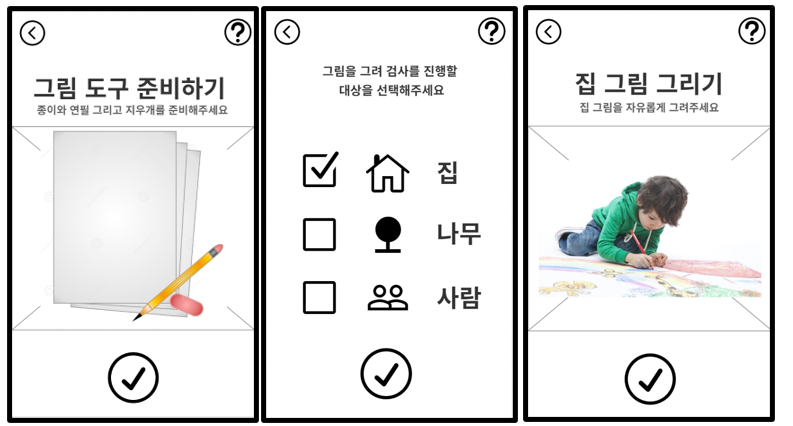 그림 도구 준비하기
종이와 연필 그리고 지우개를 준비해주세요
그림을 그려 검사를 진행할
대상을 선택해주세요
집
나무
사람
집 그림 그리기
집 그림을 자유롭게 그려주세요